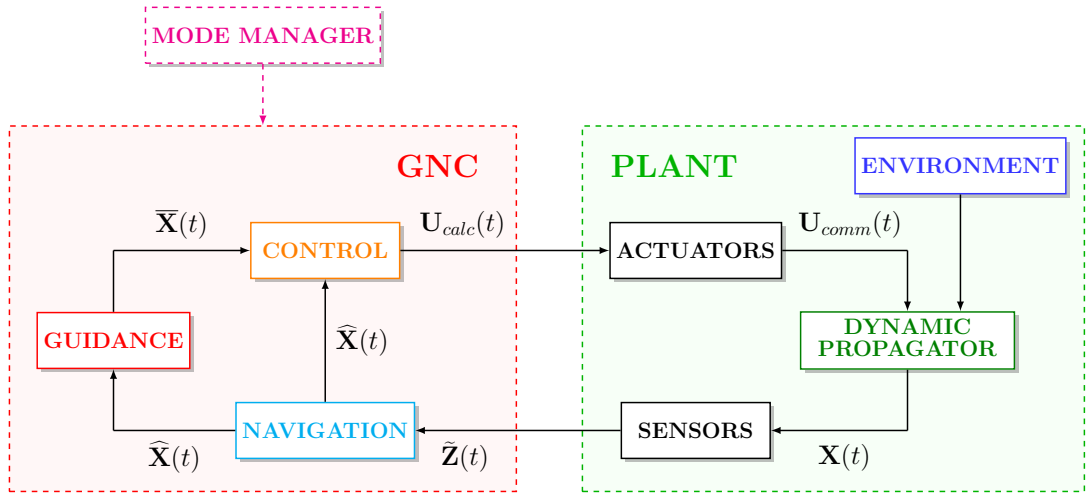 MODE MANAGER
GNC
PLANT
ENVIRONMENT
X̅(t)
CONTROL
U_calc(t)
ACTUATORS
U_comm(t)
GUIDANCE
X̂(t)
DYNAMIC
PROPAGATOR
X̂(t)
NAVIGATION
Z̃(t)
SENSORS
X(t)